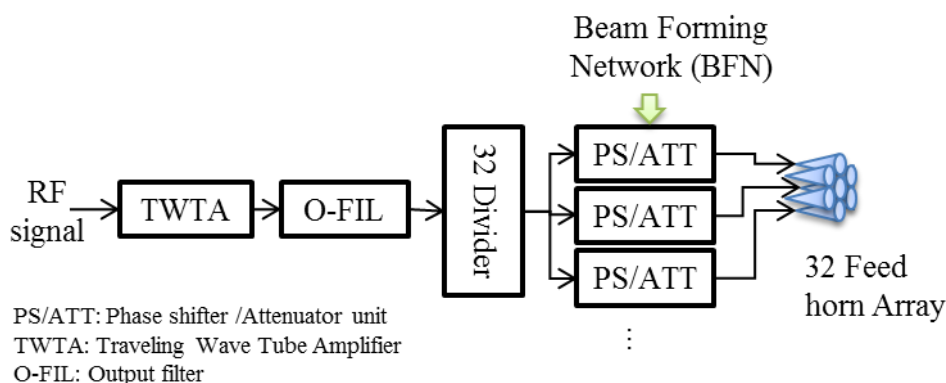 Beam Forming
Network (BFN)
RF
signal
TWTA
O-FIL
32 Divider
PS/ATT
PS/ATT
PS/ATT
⋮
32 Feed
horn Array
PS/ATT: Phase shifter /Attenuator unit
TWTA: Traveling Wave Tube Amplifier
O-FIL: Output filter